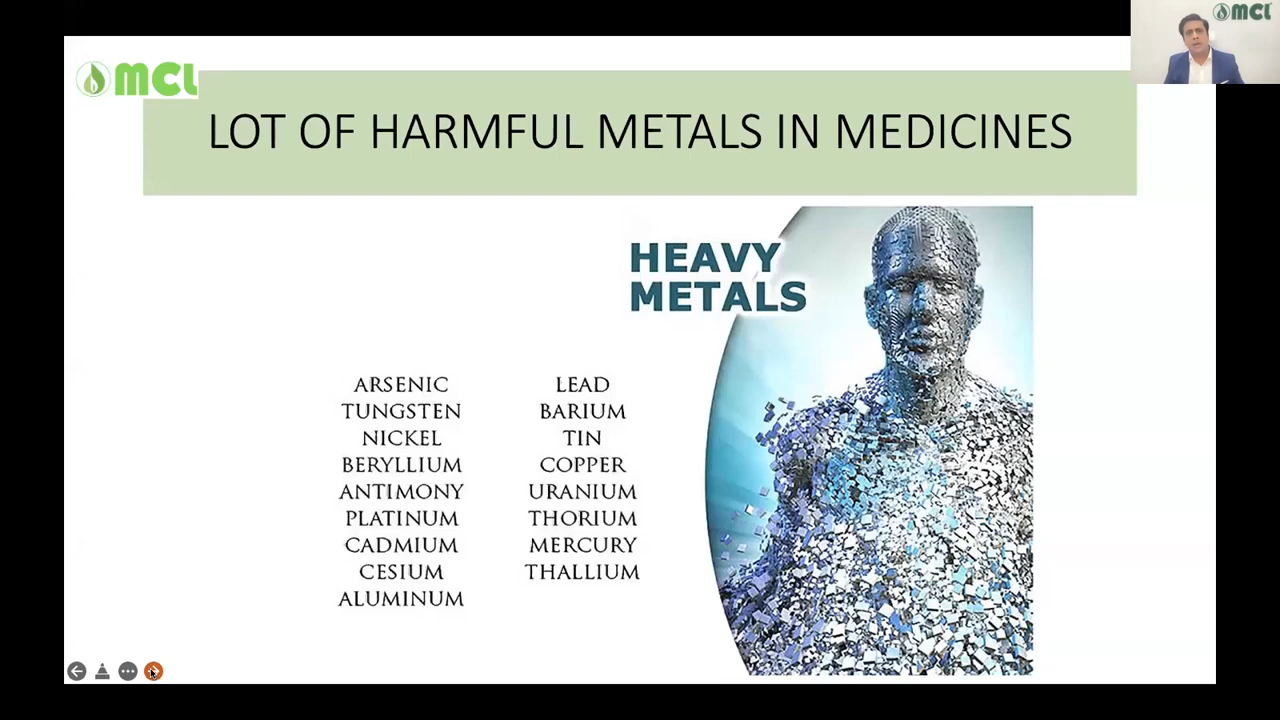 MCL
MCL
LOT OF HARMFUL METALS IN MEDICINES
HEAVY
METALS
ARSENIC
TUNGSTEN
NICKEL
BERYLLIUM
ANTIMONY
PLATINUM
CADMIUM
CESIUM
ALUMINUM
LEAD
BARIUM
TIN
COPPER
URANIUM
THORIUM
MERCURY
THALLIUM